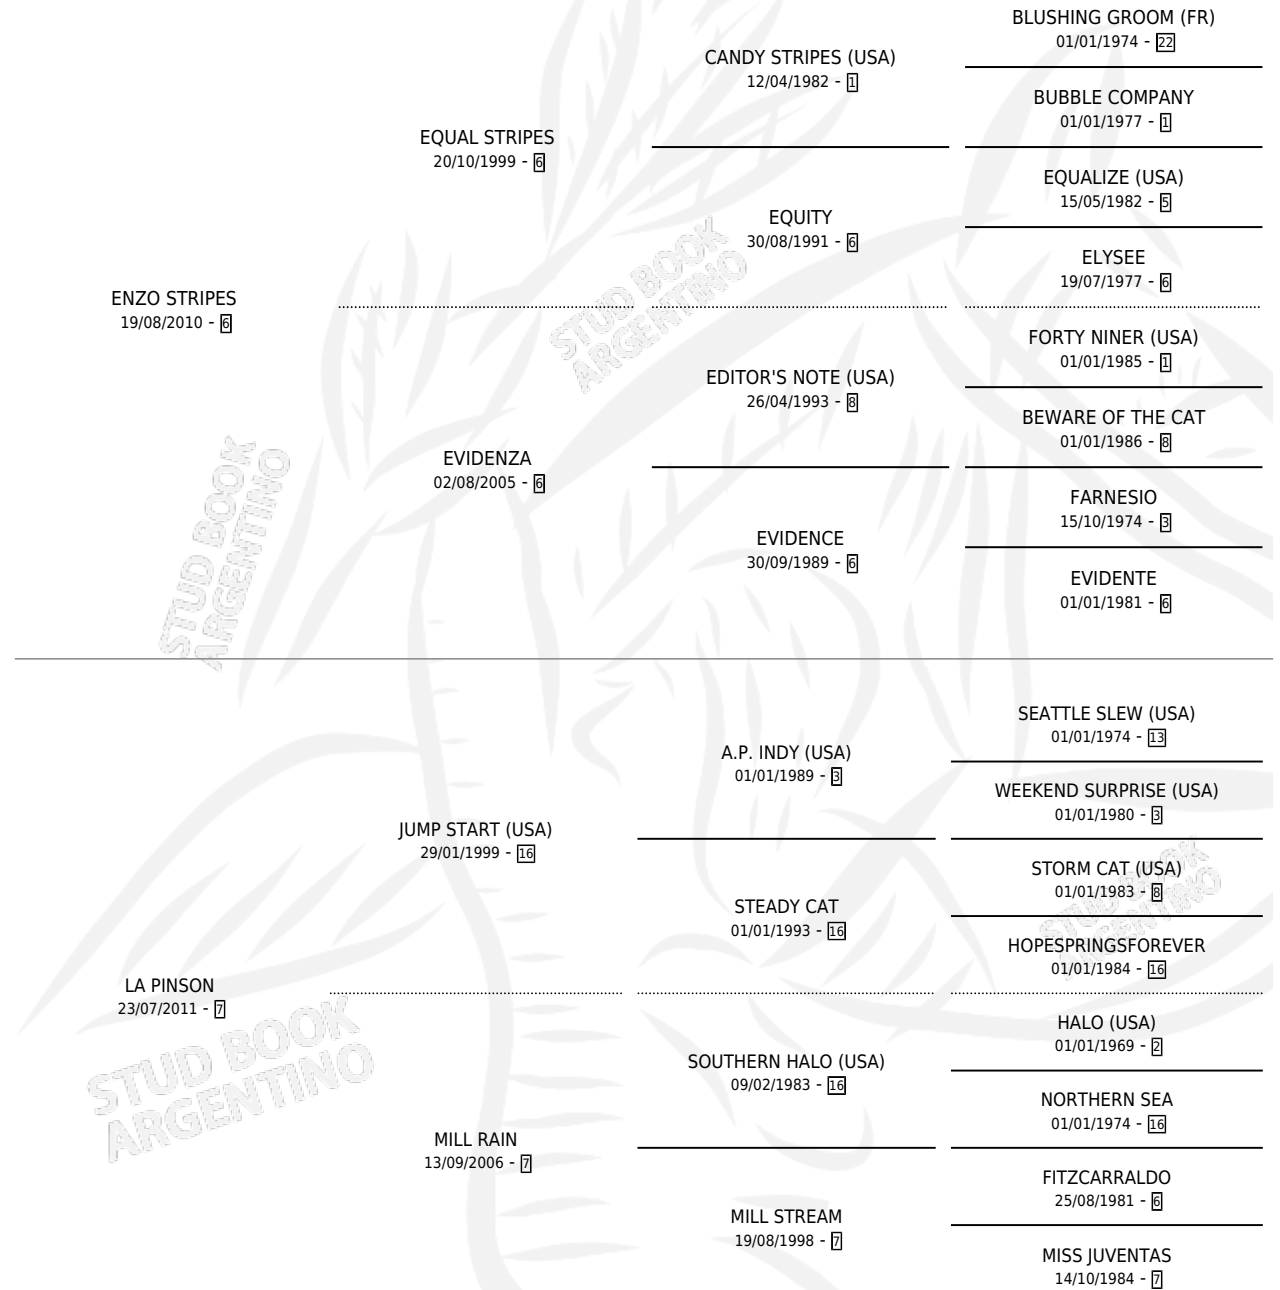 BLUSHING GROOM (FR)
01/01/1974 - 22
CANDY STRIPES (USA)
12/04/1982 - 1
BUBBLE COMPANY
01/01/1977 - 1
EQUAL STRIPES
20/10/1999 - 6
EQUALIZE (USA)
15/05/1982 - 5
EQUITY
30/08/1991 - 6
ELYSEE
19/07/1977 - 6
ENZO STRIPES
19/08/2010 - 6
FORTY NINER (USA)
01/01/1985 - 1
EDITOR'S NOTE (USA)
26/04/1993 - 8
BEWARE OF THE CAT
01/01/1986 - 8
EVIDENZA
02/08/2005 - 6
FARNESIO
15/10/1974 - 3
EVIDENCE
30/09/1989 - 6
EVIDENTE
01/01/1981 - 6
SEATTLE SLEW (USA)
01/01/1974 - 13
A.P. INDY (USA)
01/01/1989 - 3
WEEKEND SURPRISE (USA)
01/01/1980 - 3
JUMP START (USA)
29/01/1999 - 16
STORM CAT (USA)
01/01/1983 - 8
STEADY CAT
01/01/1993 - 16
HOPESPRINGSFOREVER
01/01/1984 - 16
LA PINSON
23/07/2011 - 7
HALO (USA)
01/01/1969 - 2
SOUTHERN HALO (USA)
09/02/1983 - 16
NORTHERN SEA
01/01/1974 - 16
MILL RAIN
13/09/2006 - 7
FITZCARRALDO
25/08/1981 - 6
MILL STREAM
19/08/1998 - 7
MISS JUVENTAS
14/10/1984 - 7
STUD BOOK
ARGENTINO
STUD BOOK
ARGENTINO
STUD BOOK
ARGENTINO
STUD BOOK
ARGENTINO